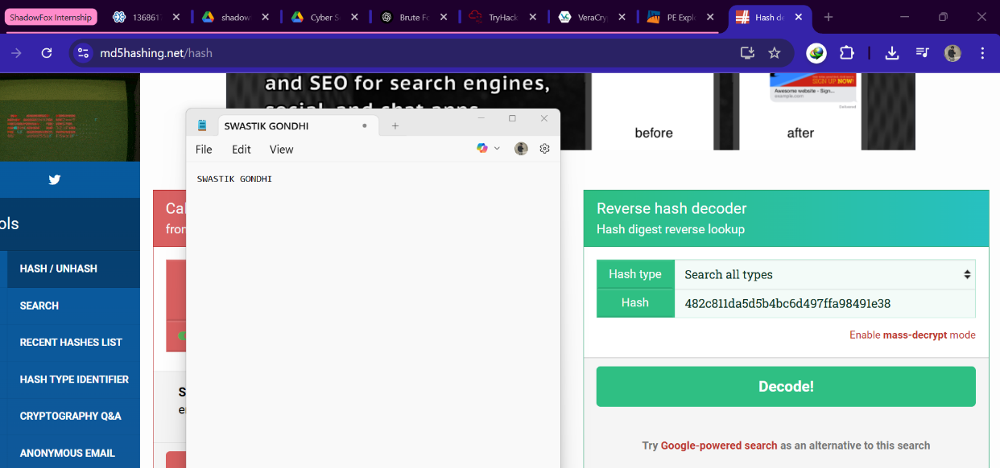 ShadowFox Internship
136861
shadow
Cyber S
Brute Fo
TryHack
VeraCry
PE Expl
Hash de
md5hashing.net/hash
and SEO for search engines,
social and chat apps
SIGN UP NOW!
Awesome website - Sign...
example.com
Delivered
before
after
SWASTIK GONDHI
File
Edit
View
SWASTIK GONDHI
ols
HASH / UNHASH
SEARCH
RECENT HASHES LIST
HASH TYPE IDENTIFIER
CRYPTOGRAPHY Q&A
ANONYMOUS EMAIL
Cal
from
S
e
Reverse hash decoder
Hash digest reverse lookup
Hash type
Search all types
Hash
482c811da5d5b4bc6d497ffa98491e38
Enable mass-decrypt mode
Decode!
Try Google-powered search as an alternative to this search